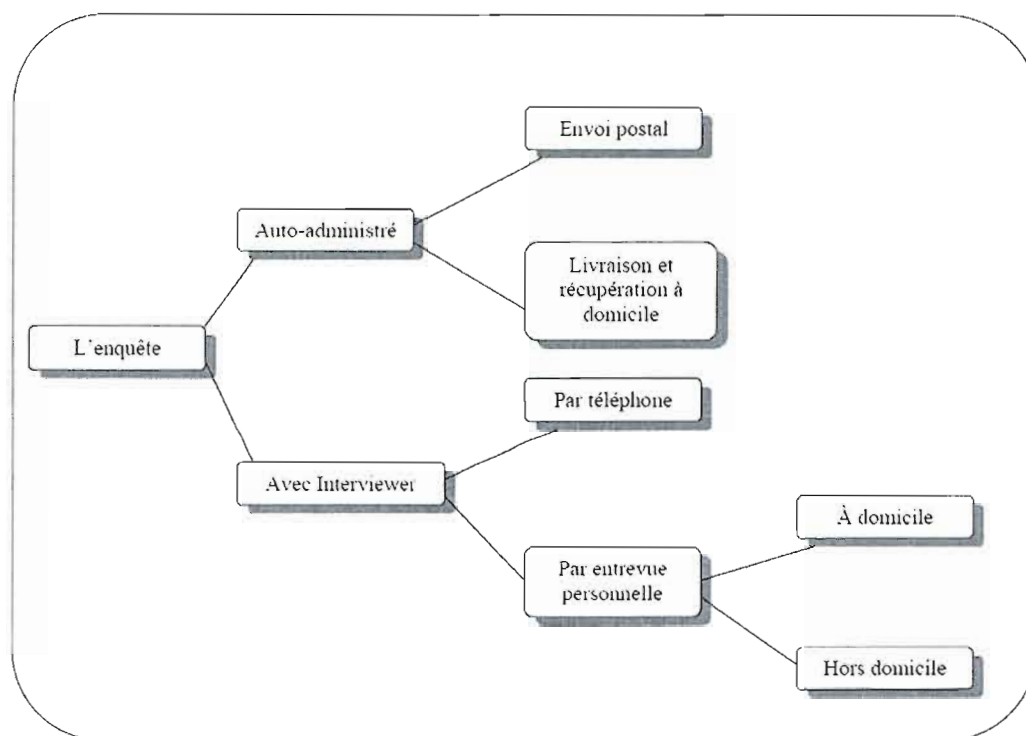 Envoi postal
Auto-administré
Livraison et
récupération à
domicile
L'enquête
Par téléphone
Avec Interviewer
À domicile
Par entrevue
personnelle
Hors domicile